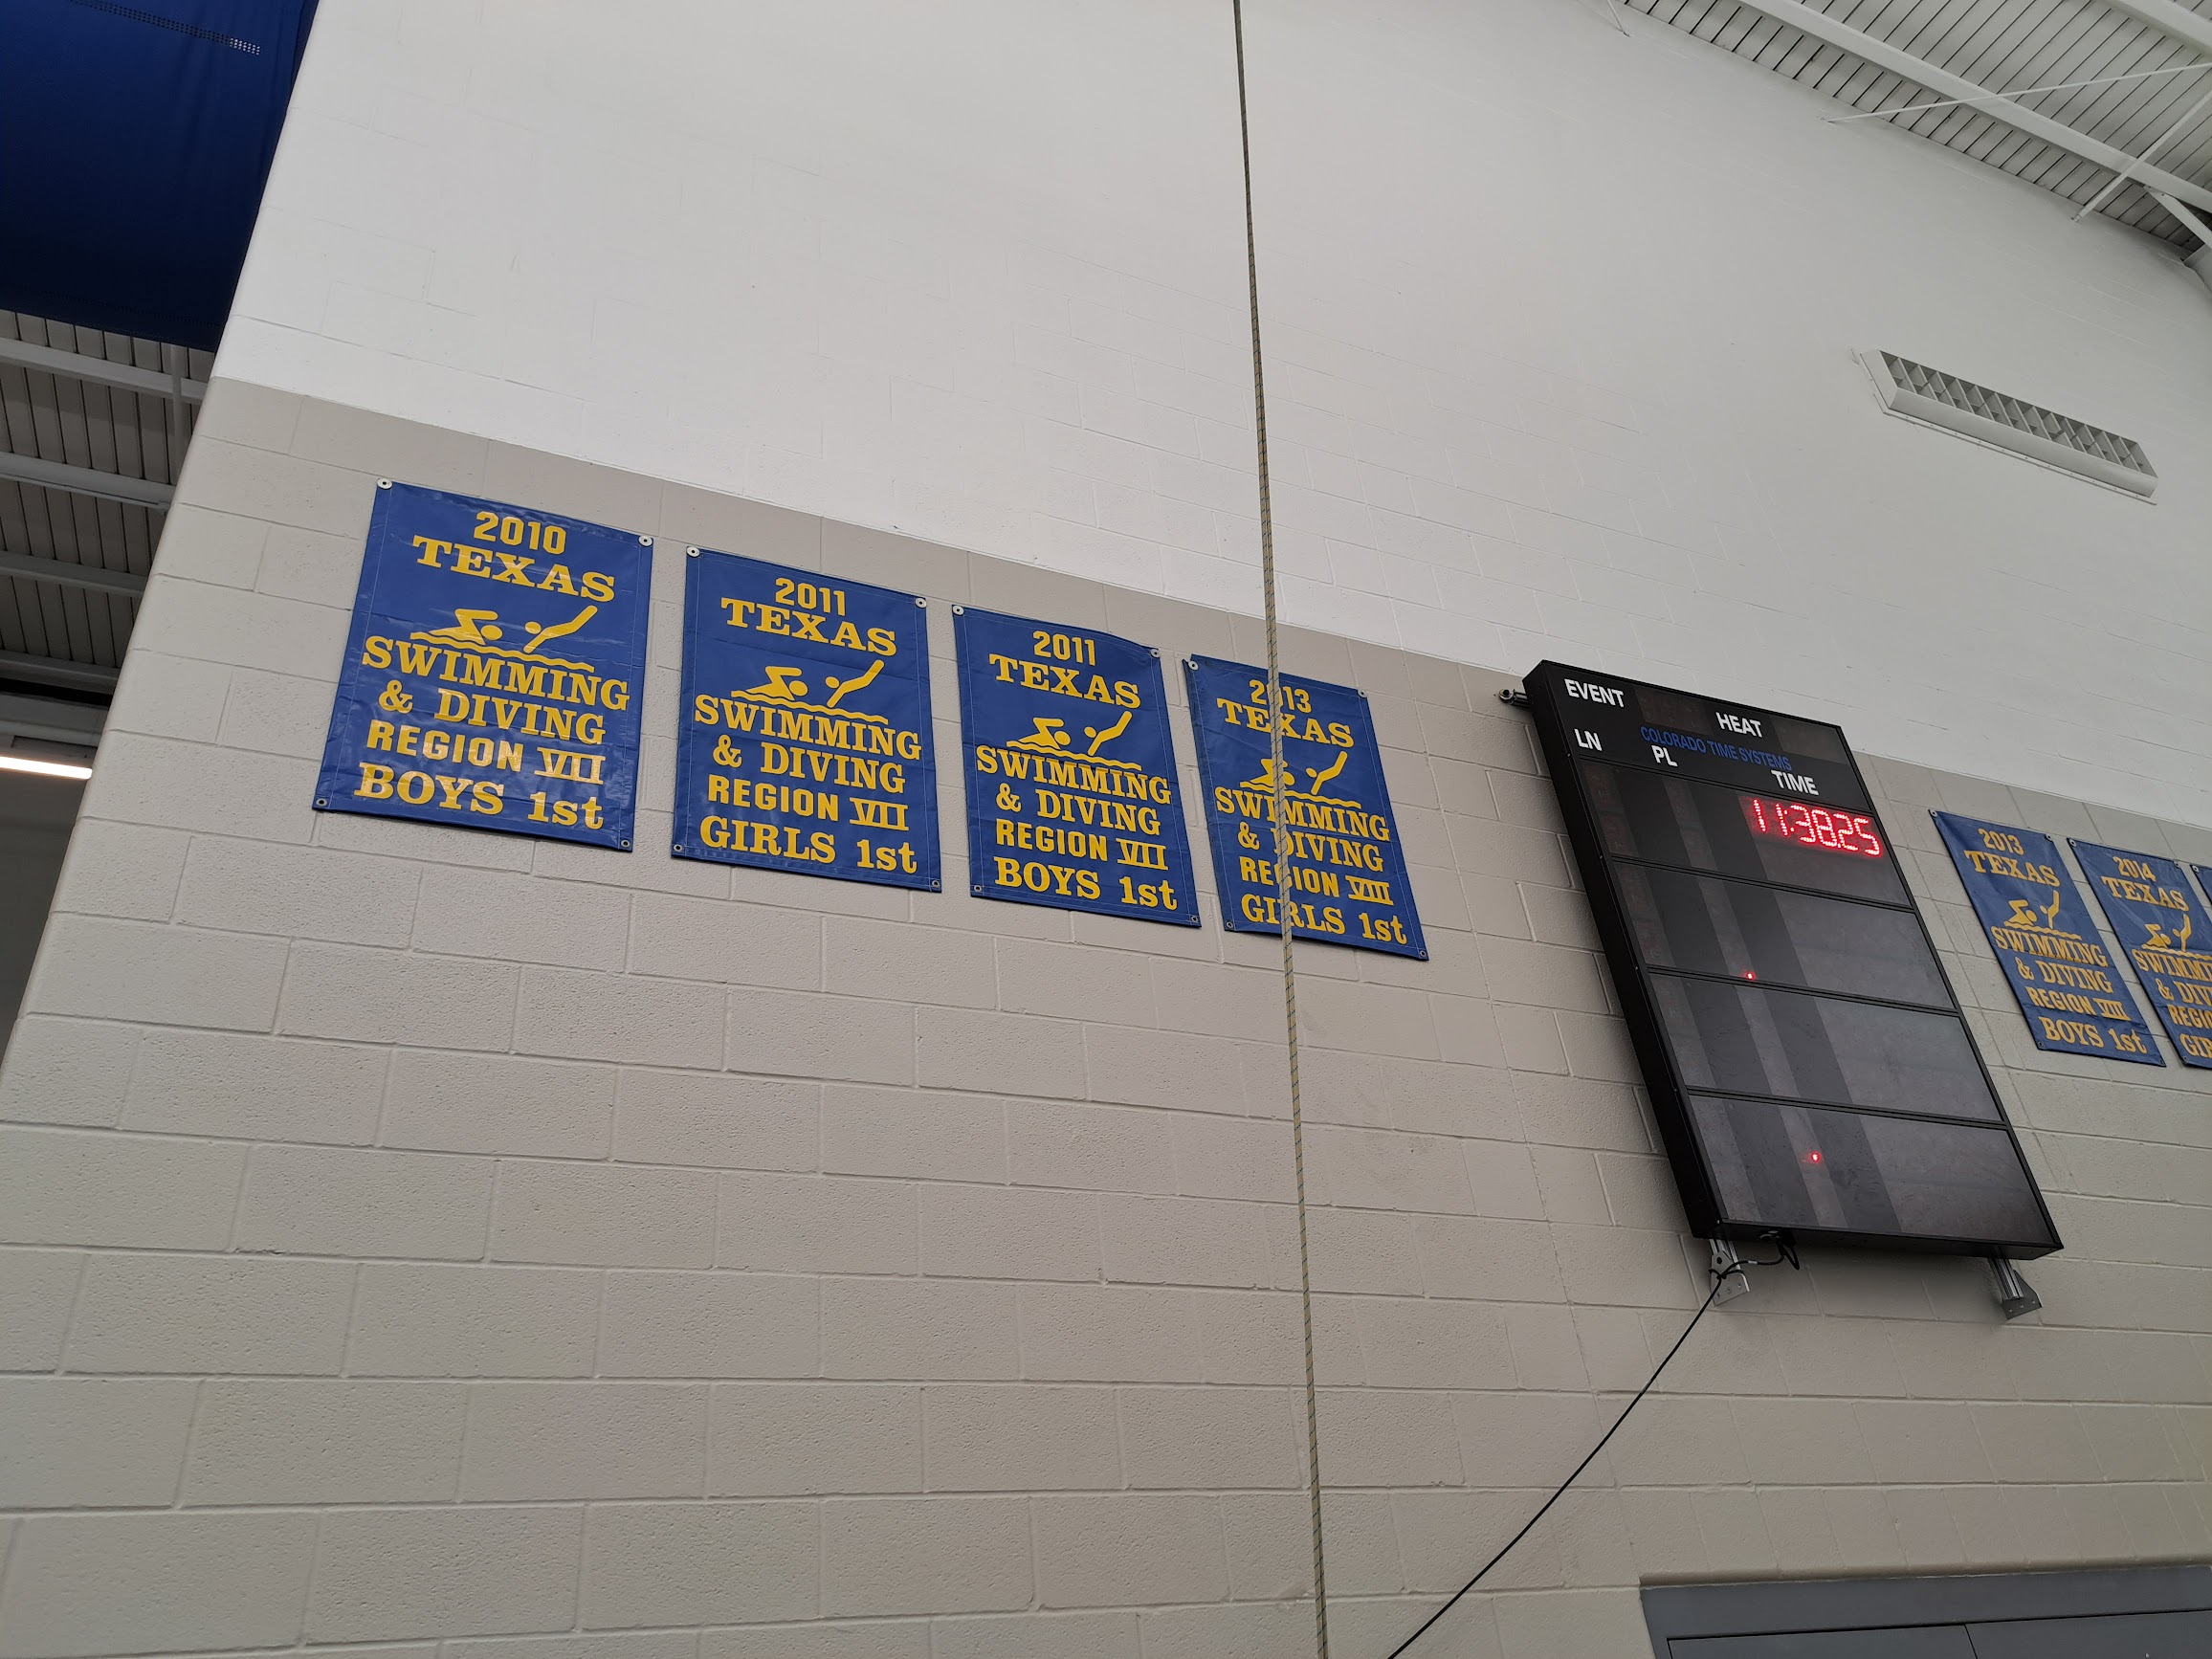 2010
TEXAS
SWIMMING
& DIVING
REGION VII
BOYS 1st
2011
TEXAS
SWIMMING
& DIVING
REGION VII
GIRLS 1st
2011
TEXAS
SWIMMING
& DIVING
REGION VII
BOYS 1st
2013
TEXAS
SWIMMING
& DIVING
REGION VIII
GIRLS 1st
EVENT HEAT
COLORADO TIME SYSTEMS
LN PL TIME
11:38.25
2013
TEXAS
SWIMMING
& DIVING
REGION VIII
BOYS 1st
2014
TEXAS